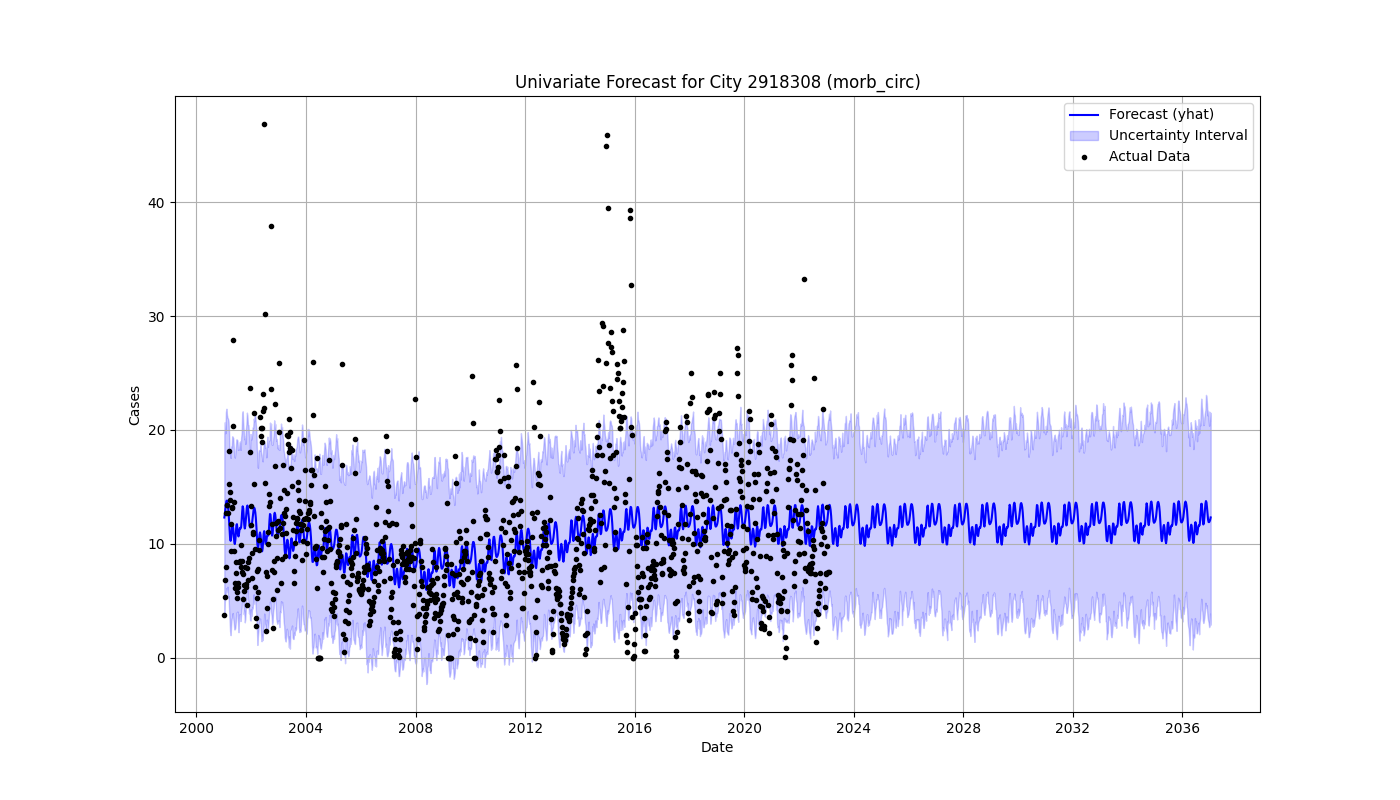 Univariate Forecast for City 2918308 (morb_circ)
Forecast (yhat)
Uncertainty Interval
Actual Data
Cases
40
30
20
10
0
2000 2004 2008 2012 2016 2020 2024 2028 2032 2036
Date